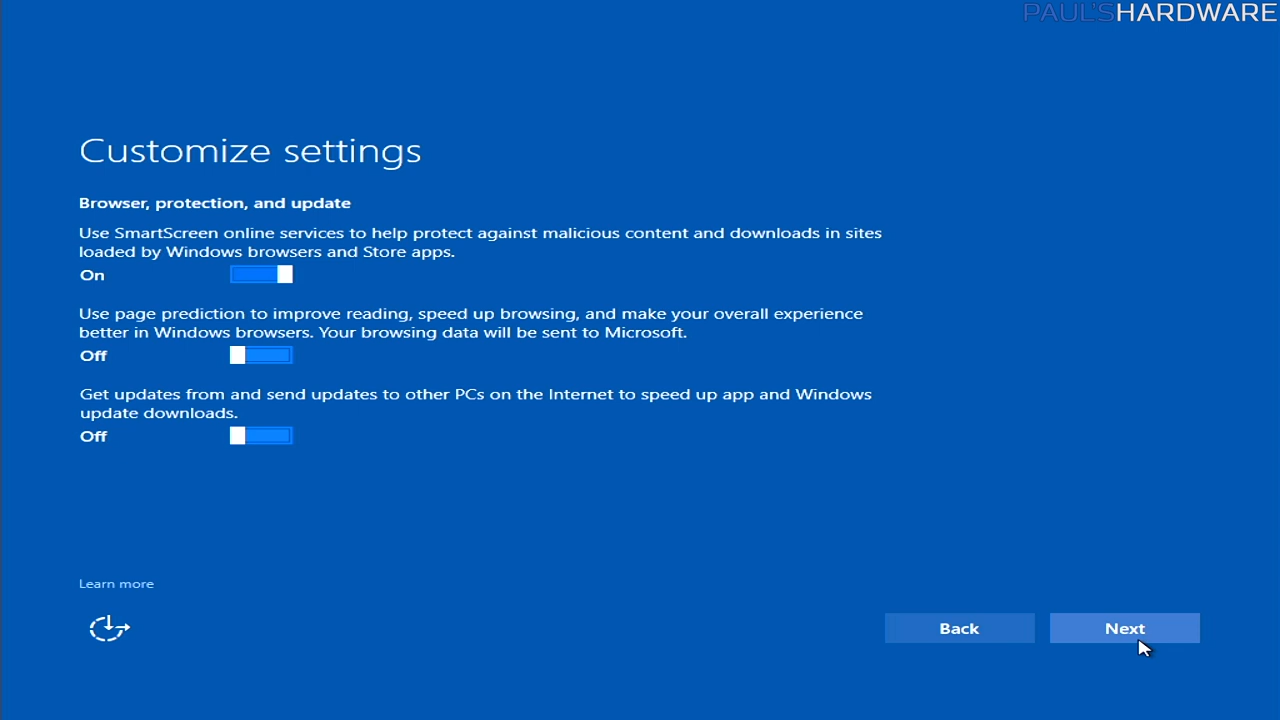 PAUL'SHARDWARE
Customize settings
Browser, protection, and update
Use SmartScreen online services to help protect against malicious content and downloads in sites
loaded by Windows browsers and Store apps.
On
Use page prediction to improve reading, speed up browsing, and make your overall experience
better in Windows browsers. Your browsing data will be sent to Microsoft.
Off
Get updates from and send updates to other PCs on the Internet to speed up app and Windows
update downloads.
Off
Learn more
Back
Next